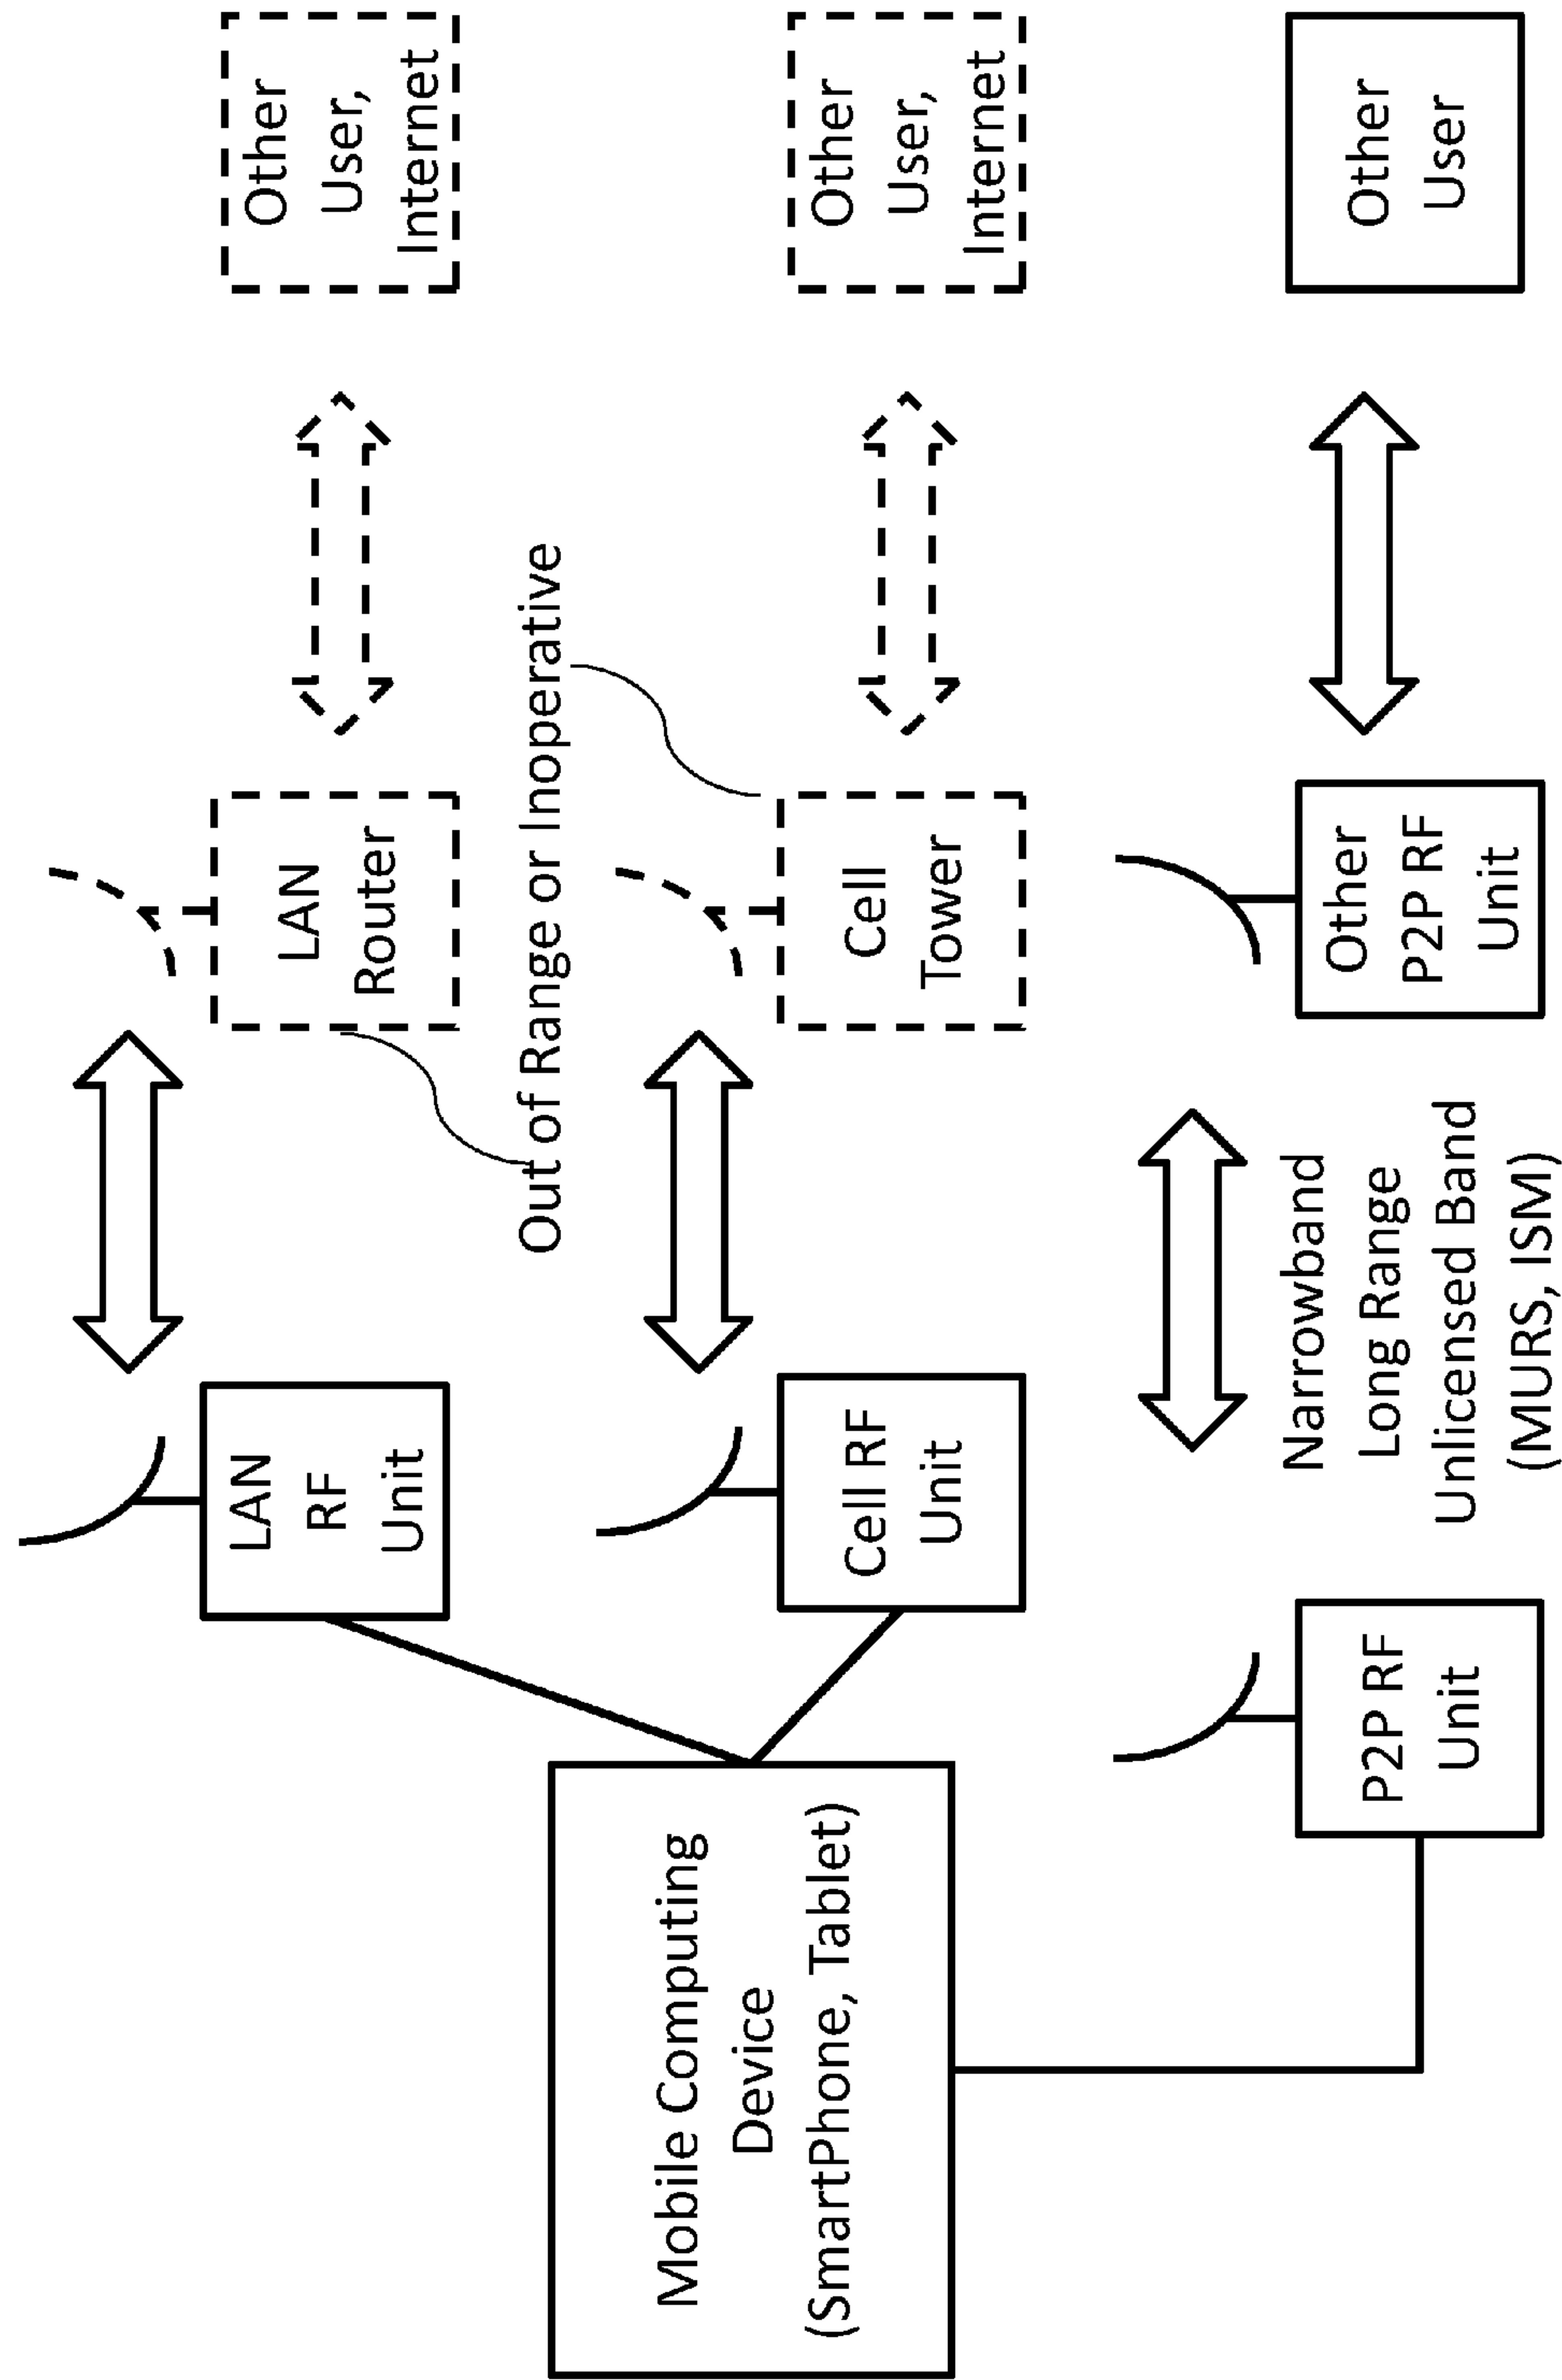 Mobile Computing
Device
(SmartPhone, Tablet)
LAN
RF
Unit
LAN
Router
Other
User,
Internet
Out of Range or Inoperative
Cell RF
Unit
Cell
Tower
Other
User,
Internet
P2P RF
Unit
Narrowband
Long Range
Unlicensed Band
(MURS, ISM)
Other
P2P RF
Unit
Other
User